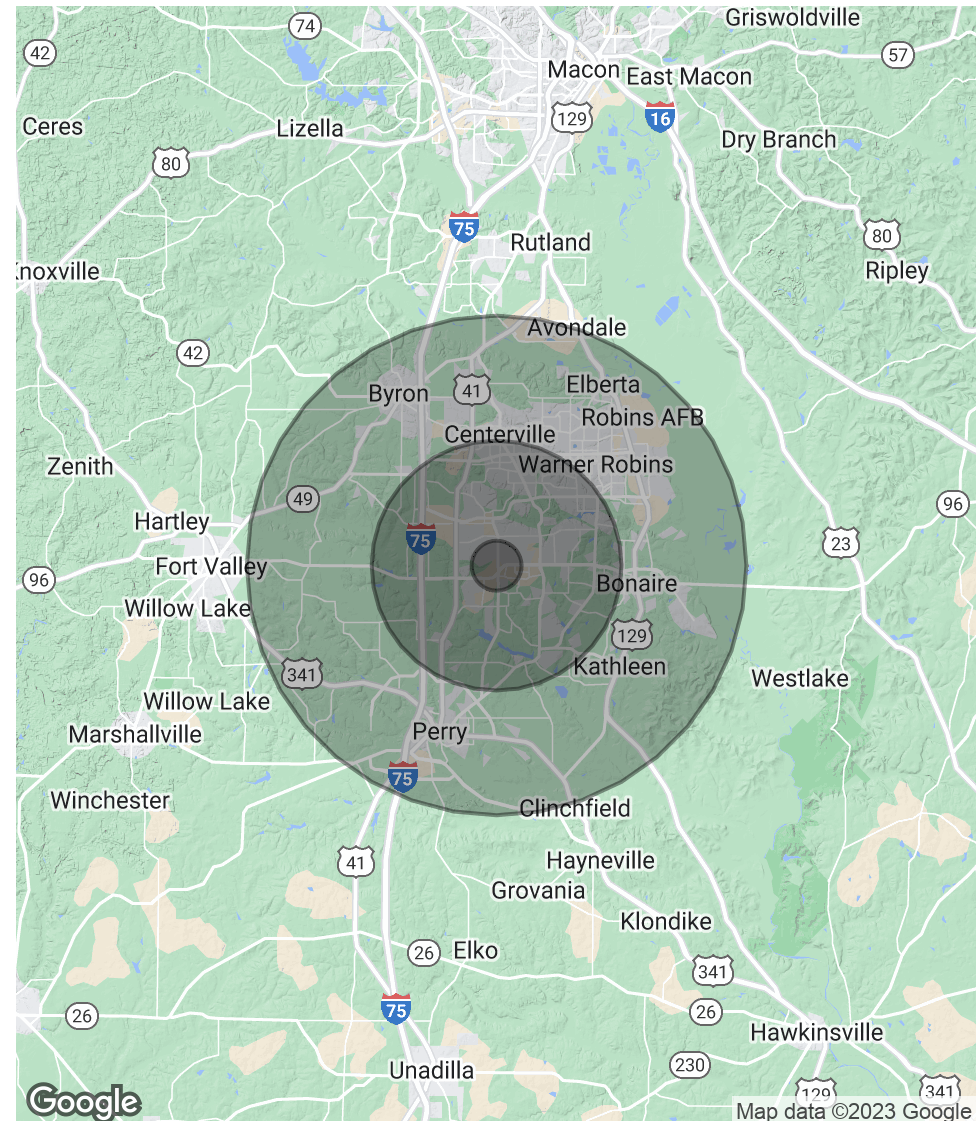 Griswoldville
74
42
57
Macon
East Macon
129
16
Ceres
Lizella
Dry Branch
80
75
80
Rutland
Knoxville
Ripley
Avondale
42
Elberta
Byron
41
Robins AFB
Centerville
Zenith
Warner Robins
49
96
Hartley
75
23
Fort Valley
96
Bonaire
Willow Lake
129
Kathleen
341
Westlake
Willow Lake
Perry
Marshallville
75
Winchester
Clinchfield
41
Hayneville
Grovania
Klondike
26
Elko
341
75
26
26
Hawkinsville
230
Unadilla
129
341
Google
Map data ©2023 Google